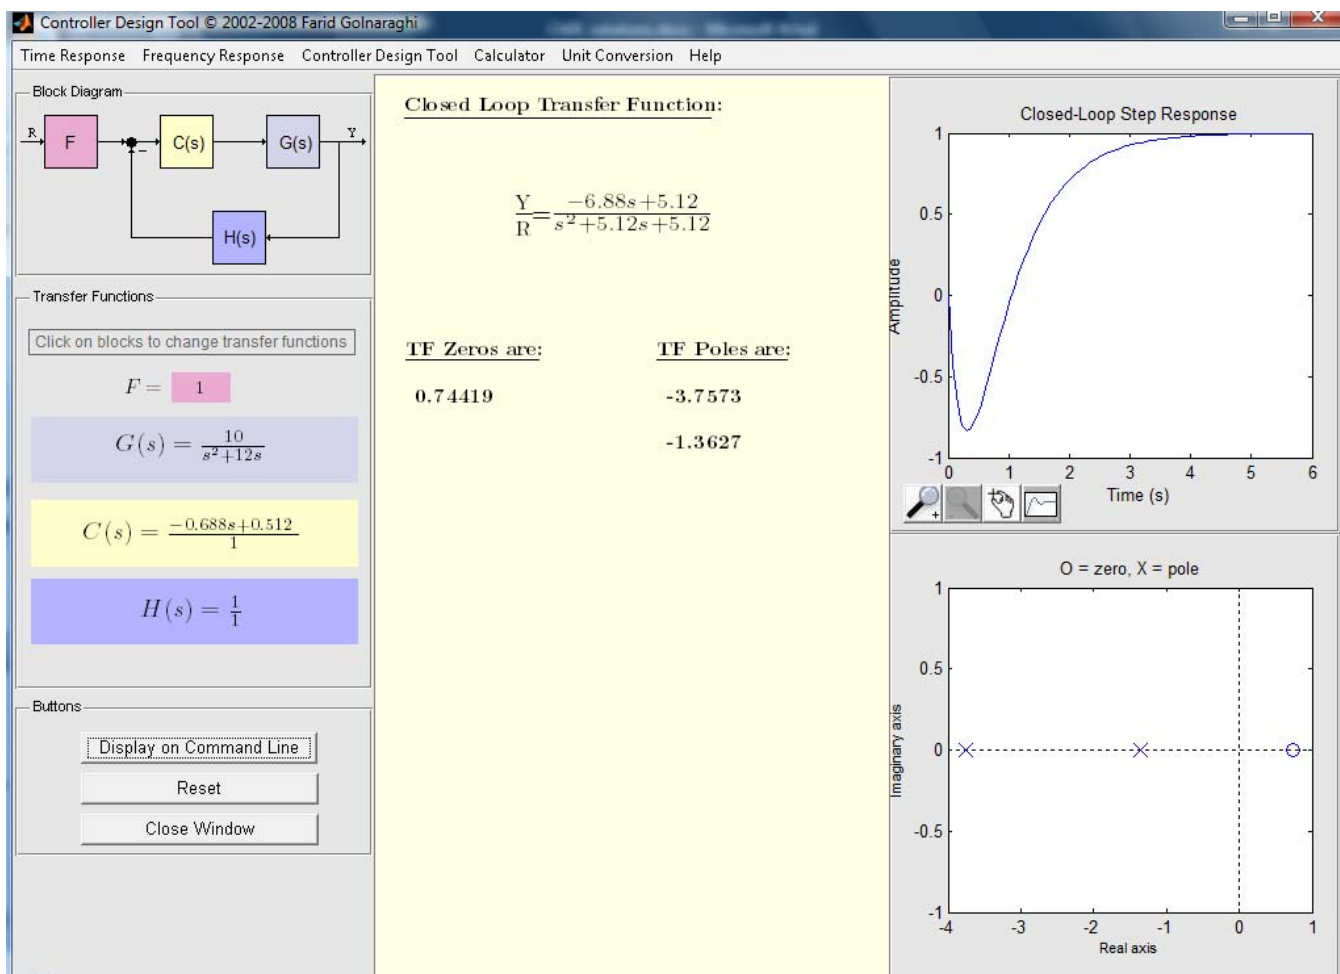 Controller Design Tool © 2002-2008 Farid Golnaraghi
Time Response Frequency Response Controller Design Tool Calculator Unit Conversion Help
Block Diagram
R F C(s) G(s) Y
−
H(s)
Transfer Functions
Click on blocks to change transfer functions
F = 1
G(s) = 10 / s² + 12s
C(s) = −0.688s+0.512 / 1
H(s) = 1 / 1
Buttons
Display on Command Line
Reset
Close Window
Closed Loop Transfer Function:
Y / R = −6.88s+5.12 / s²+5.12s+5.12
TF Zeros are: TF Poles are:
0.74419 -3.7573
-1.3627
Closed-Loop Step Response
Amplitude
1
0.5
0
-0.5
-1
0 1 2 3 4 5 6
Time (s)
O = zero, X = pole
Imaginary axis
1
0.5
0
-0.5
-1
-4 -3 -2 -1 0 1
Real axis